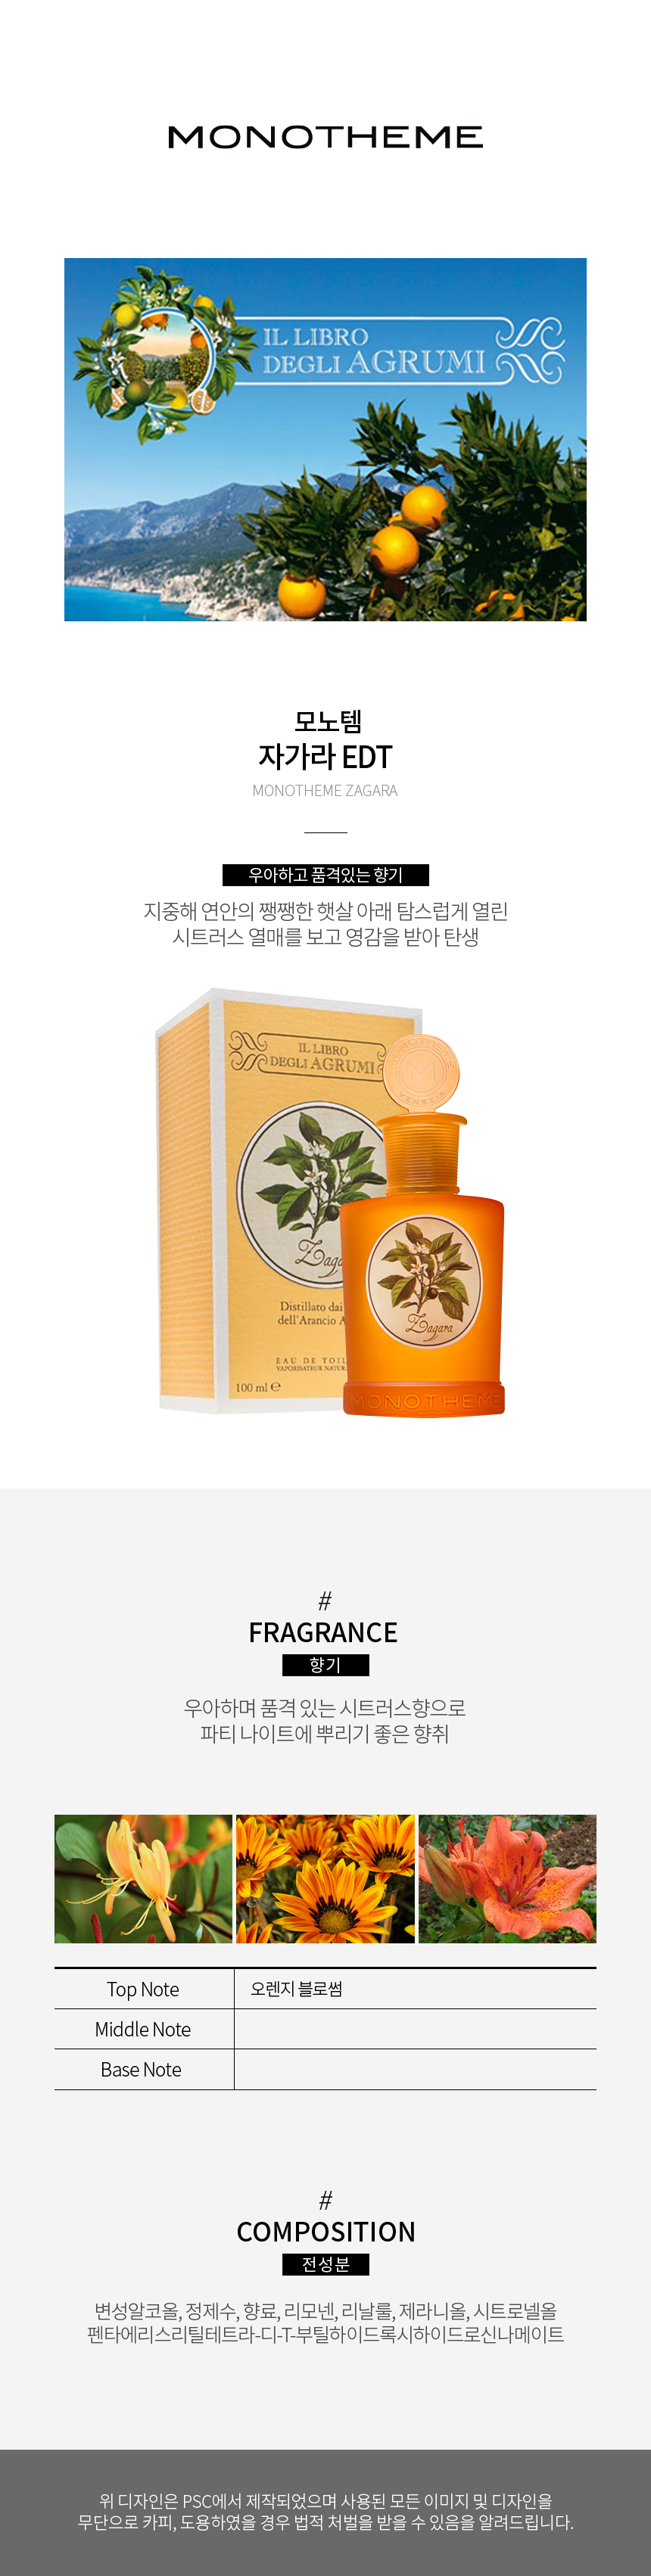 MONOTHEME
IL LIBRO
DEGLI AGRUMI
모노템
자가라 EDT
MONOTHEME ZAGARA
우아하고 품격있는 향기
지중해 연안의 쨍쨍한 햇살 아래 탐스럽게 열린
시트러스 열매를 보고 영감을 받아 탄생
IL LIBRO
DEGLI AGRUMI
M
VENEZIA
Distillato dai
dell'Arancio A
EAU DE TOIL
VAPORISATEUR NATUR
100 ml e
Zagara
MONOTHEME
#
FRAGRANCE
향기
우아하며 품격 있는 시트러스향으로
파티 나이트에 뿌리기 좋은 향취
Top Note 오렌지 블로썸
Middle Note
Base Note
#
COMPOSITION
전성분
변성알코올, 정제수, 향료, 리모넨, 리날룰, 제라니올, 시트로넬올
펜타에리스리틸테트라-디-T-부틸하이드록시하이드로신나메이트
위 디자인은 PSC에서 제작되었으며 사용된 모든 이미지 및 디자인을
무단으로 카피, 도용하였을 경우 법적 처벌을 받을 수 있음을 알려드립니다.